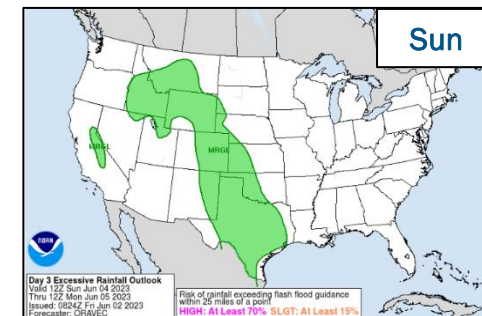 Sun
MRGL
MRGL
NOAA
Day 3 Excessive Rainfall Outlook
Valid 12Z Sun Jun 04 2023
Thru 12Z Mon Jun 05 2023
Issued: 0824Z Fri Jun 02 2023
Forecaster: ORAVEC
Risk of rainfall exceeding flash flood guidance
within 25 miles of a point
HIGH: At Least 70% SLGT: At Least 15%